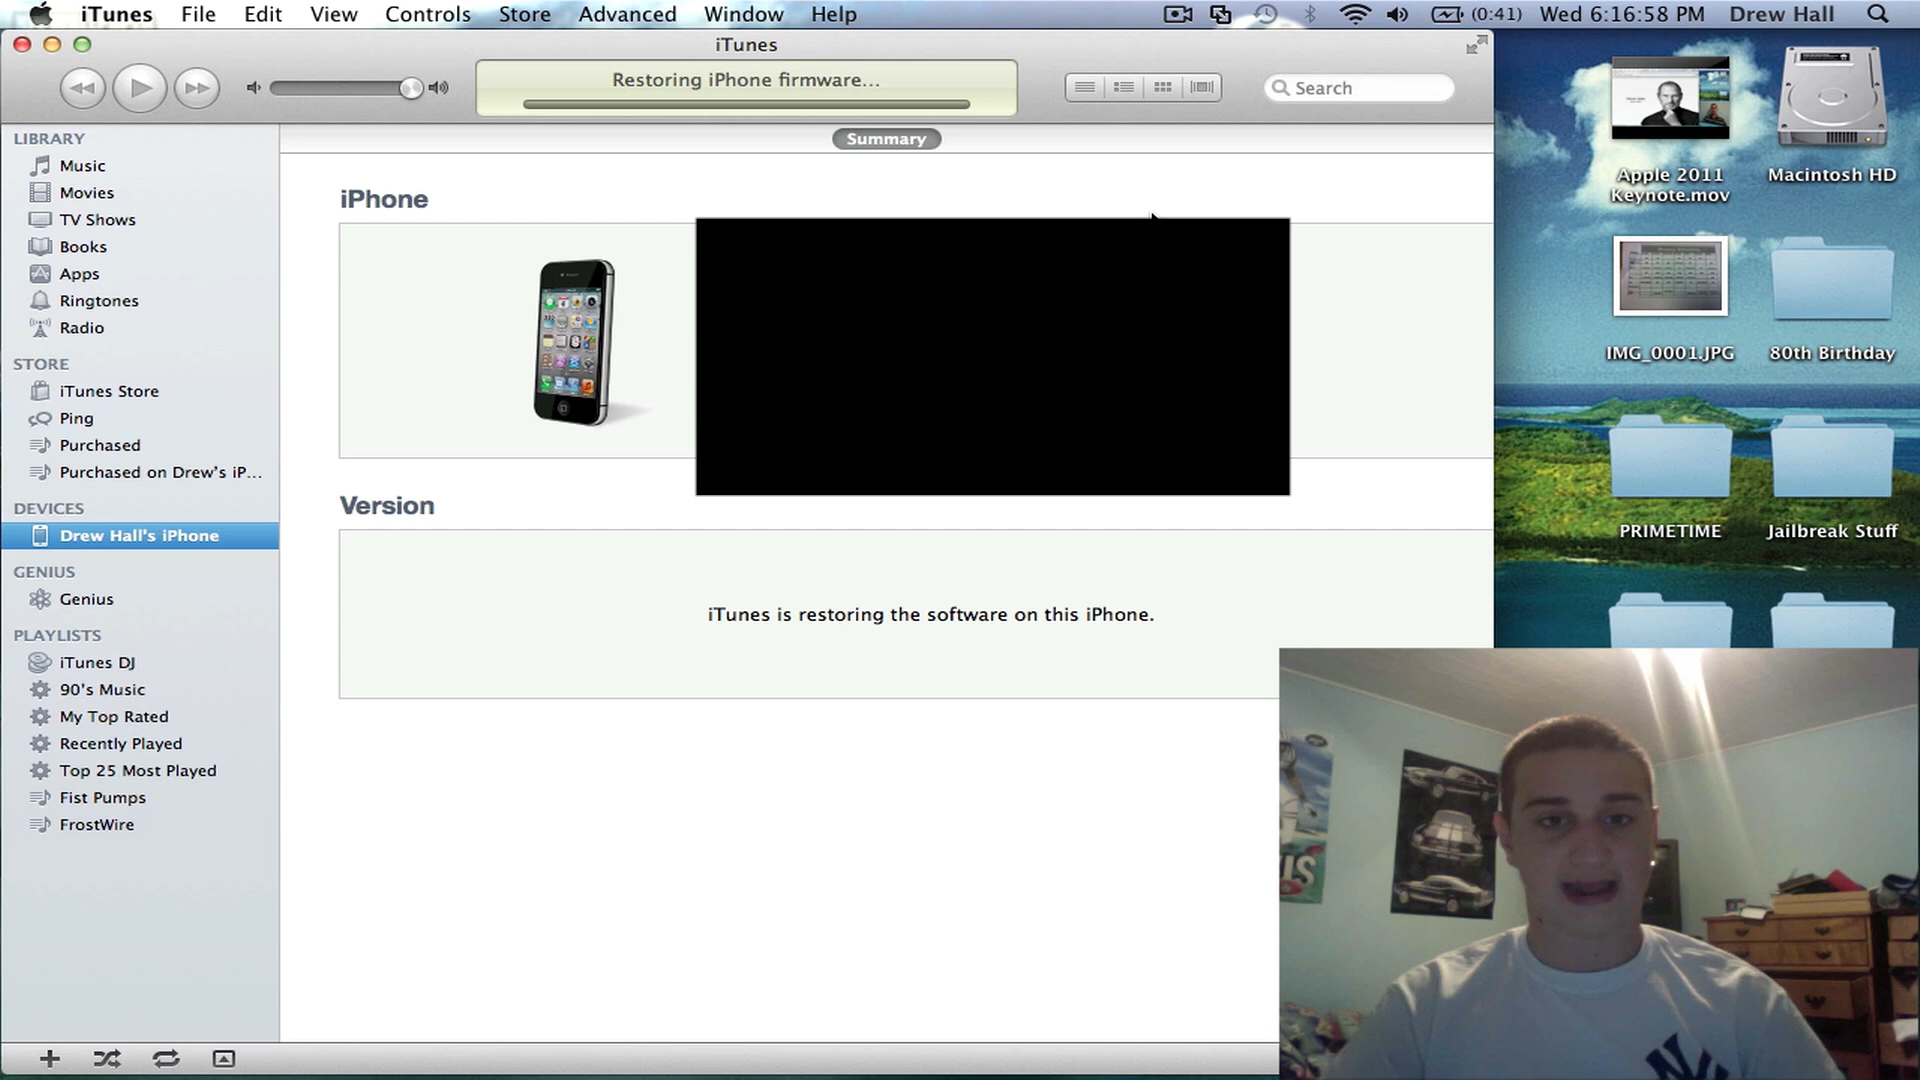 iTunes File Edit View Controls Store Advanced Window Help (0:41) Wed 6:16:58 PM Drew Hall
iTunes
Restoring iPhone firmware...
Search
LIBRARY
Music
Movies
TV Shows
Books
Apps
Ringtones
Radio
STORE
iTunes Store
Ping
Purchased
Purchased on Drew's iP...
DEVICES
Drew Hall's iPhone
GENIUS
Genius
PLAYLISTS
iTunes DJ
90's Music
My Top Rated
Recently Played
Top 25 Most Played
Fist Pumps
FrostWire
Summary
iPhone
Version
iTunes is restoring the software on this iPhone.
Apple 2011
Keynote.mov
Macintosh HD
IMG_0001.JPG
80th Birthday
PRIMETIME
Jailbreak Stuff
NY